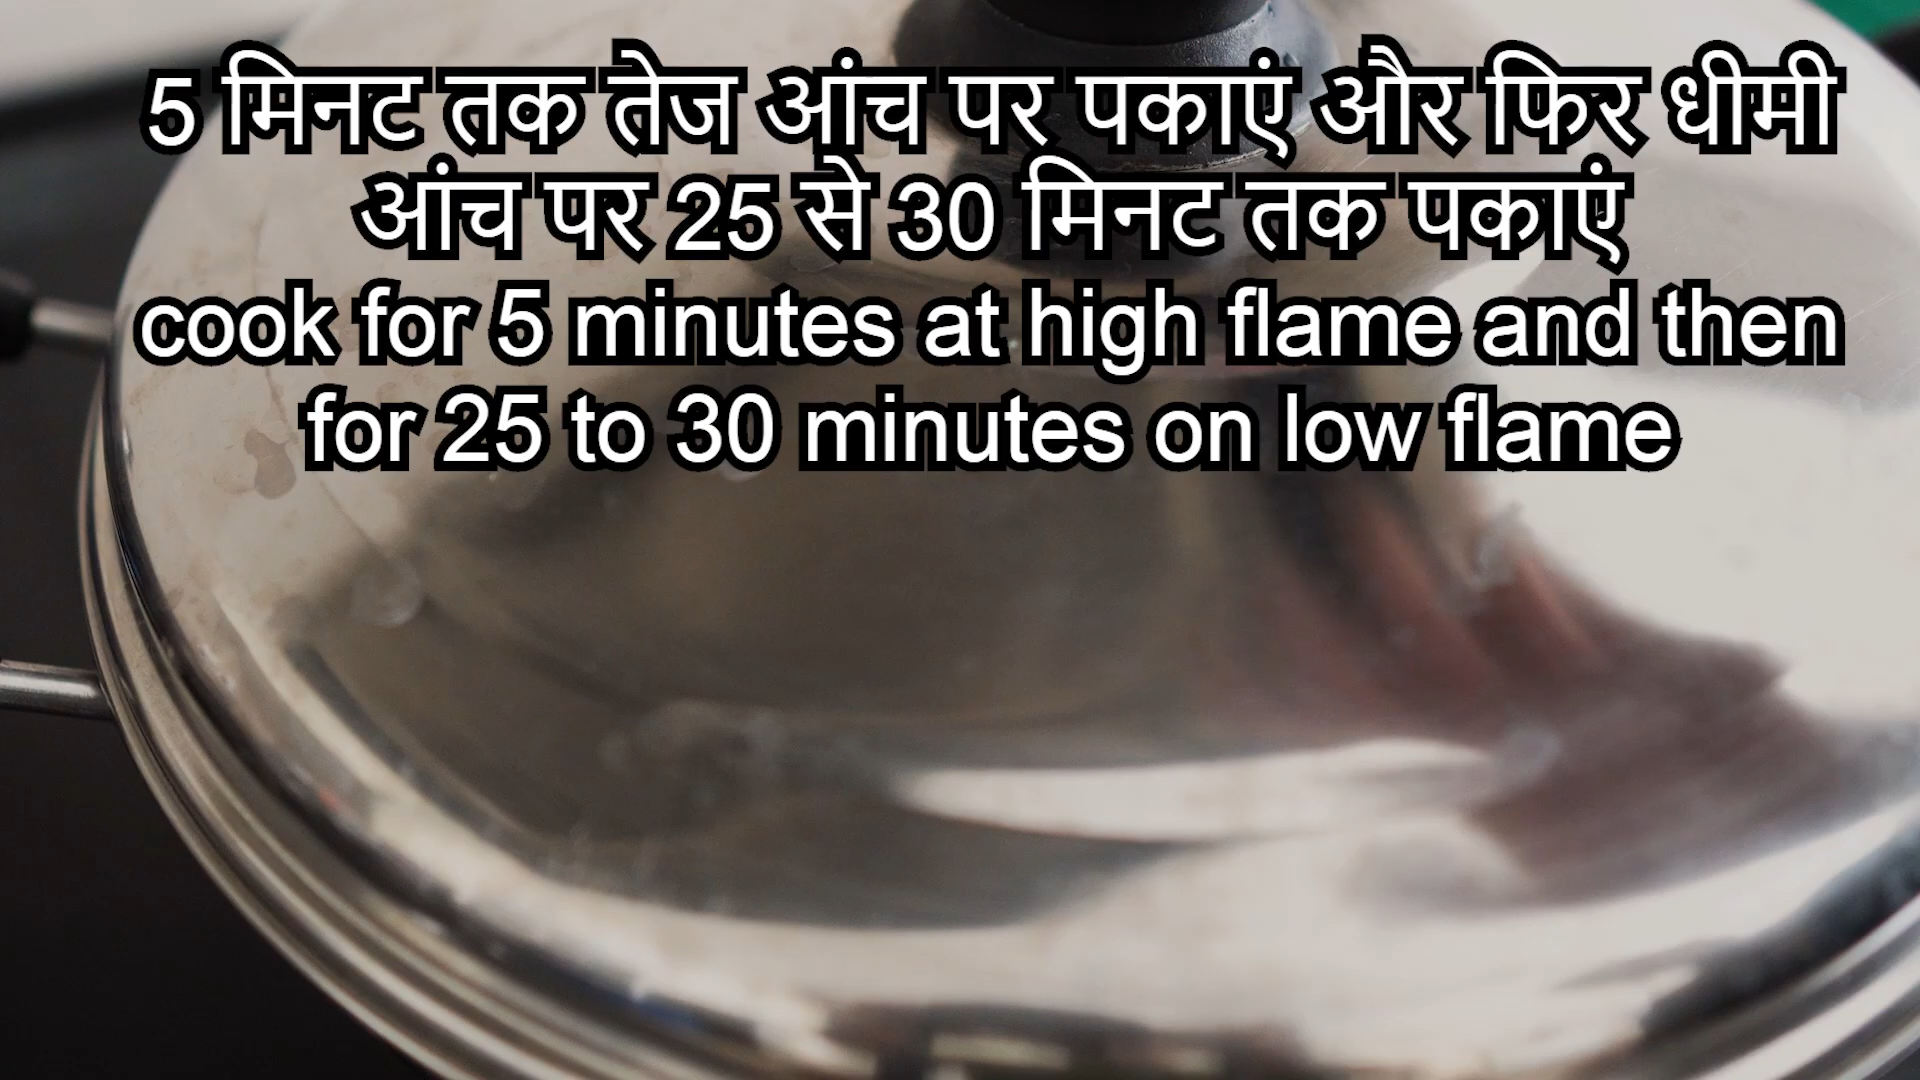 5 मिनट तक तेज आंच पर पकाएं और फिर धीमी
आंच पर 25 से 30 मिनट तक पकाएं
cook for 5 minutes at high flame and then
for 25 to 30 minutes on low flame